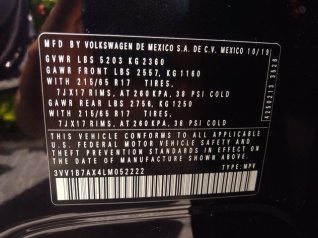 MFD. BY VOLKSWAGEN DE MEXICO S.A. DE C.V. MEXICO 10/19
GVWR LBS 5203 KG 2360
GAWR FRONT LBS 2557, KG 1160
WITH 215/65 R17 TIRES,
7JX17 RIMS, AT 260 KPA, 38 PSI COLD
GAWR REAR LBS 2756, KG 1250
WITH 215/65 R17 TIRES,
7JX17 RIMS, AT 260 KPA, 38 PSI COLD
THIS VEHICLE CONFORMS TO ALL APPLICABLE
U.S. FEDERAL MOTOR VEHICLE SAFETY AND
THEFT PREVENTION STANDARDS IN EFFECT ON
DATE OF MANUFACTURE SHOWN ABOVE.
3VV1B7AX4LM052222 TYPE: MPV